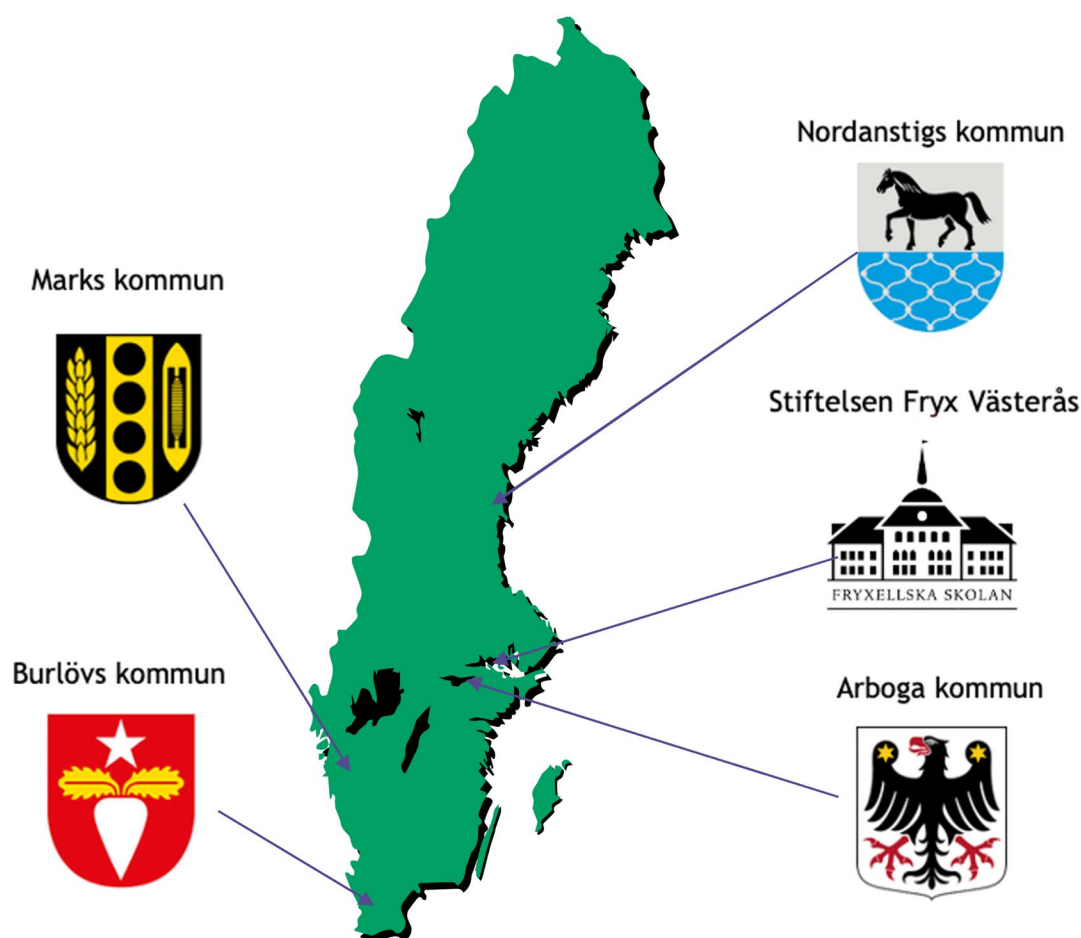 Nordanstigs kommun
Marks kommun
Stiftelsen Fryx Västerås
FRYXELLSKA SKOLAN
Burlövs kommun
Arboga kommun